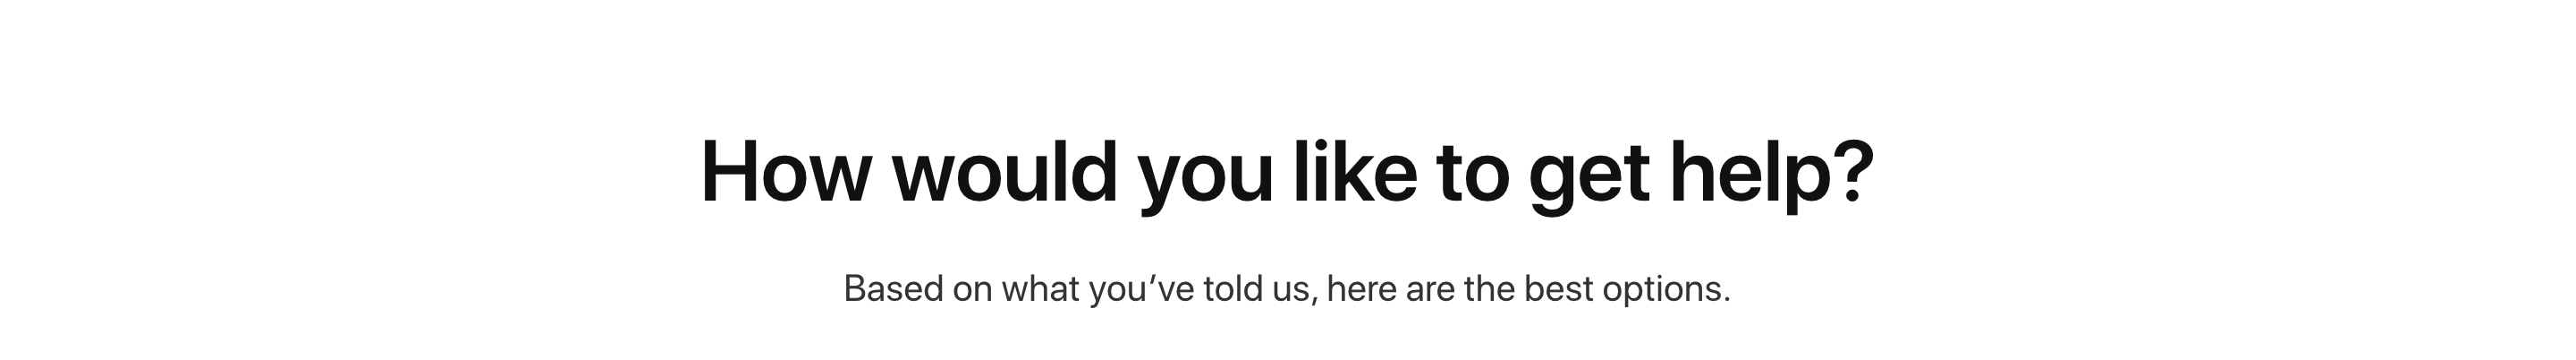 How would you like to get help?
Based on what you’ve told us, here are the best options.